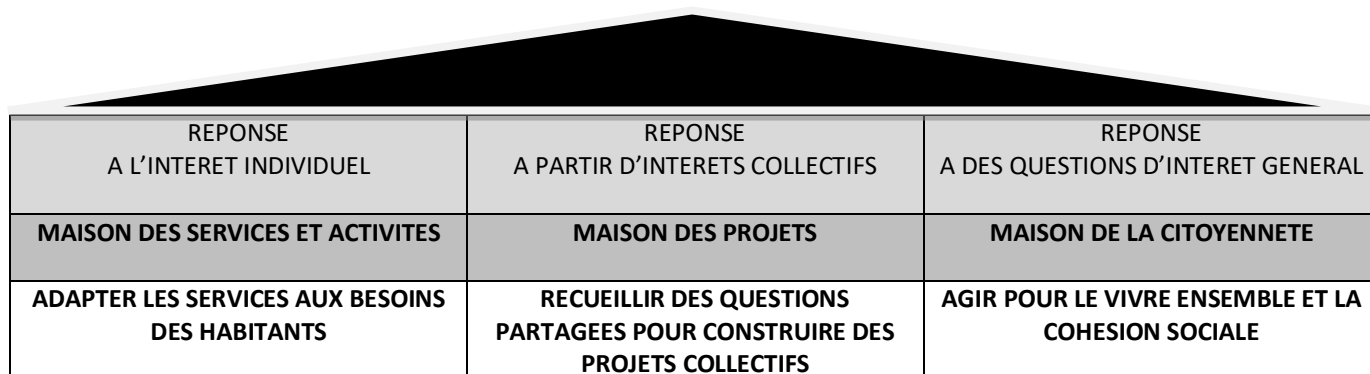 REPONSE
A L’INTERET INDIVIDUEL
REPONSE
A PARTIR D’INTERETS COLLECTIFS
REPONSE
A DES QUESTIONS D’INTERET GENERAL
MAISON DES SERVICES ET ACTIVITES
MAISON DES PROJETS
MAISON DE LA CITOYENNETE
ADAPTER LES SERVICES AUX BESOINS
DES HABITANTS
RECUEILLIR DES QUESTIONS
PARTAGEES POUR CONSTRUIRE DES
PROJETS COLLECTIFS
AGIR POUR LE VIVRE ENSEMBLE ET LA
COHESION SOCIALE